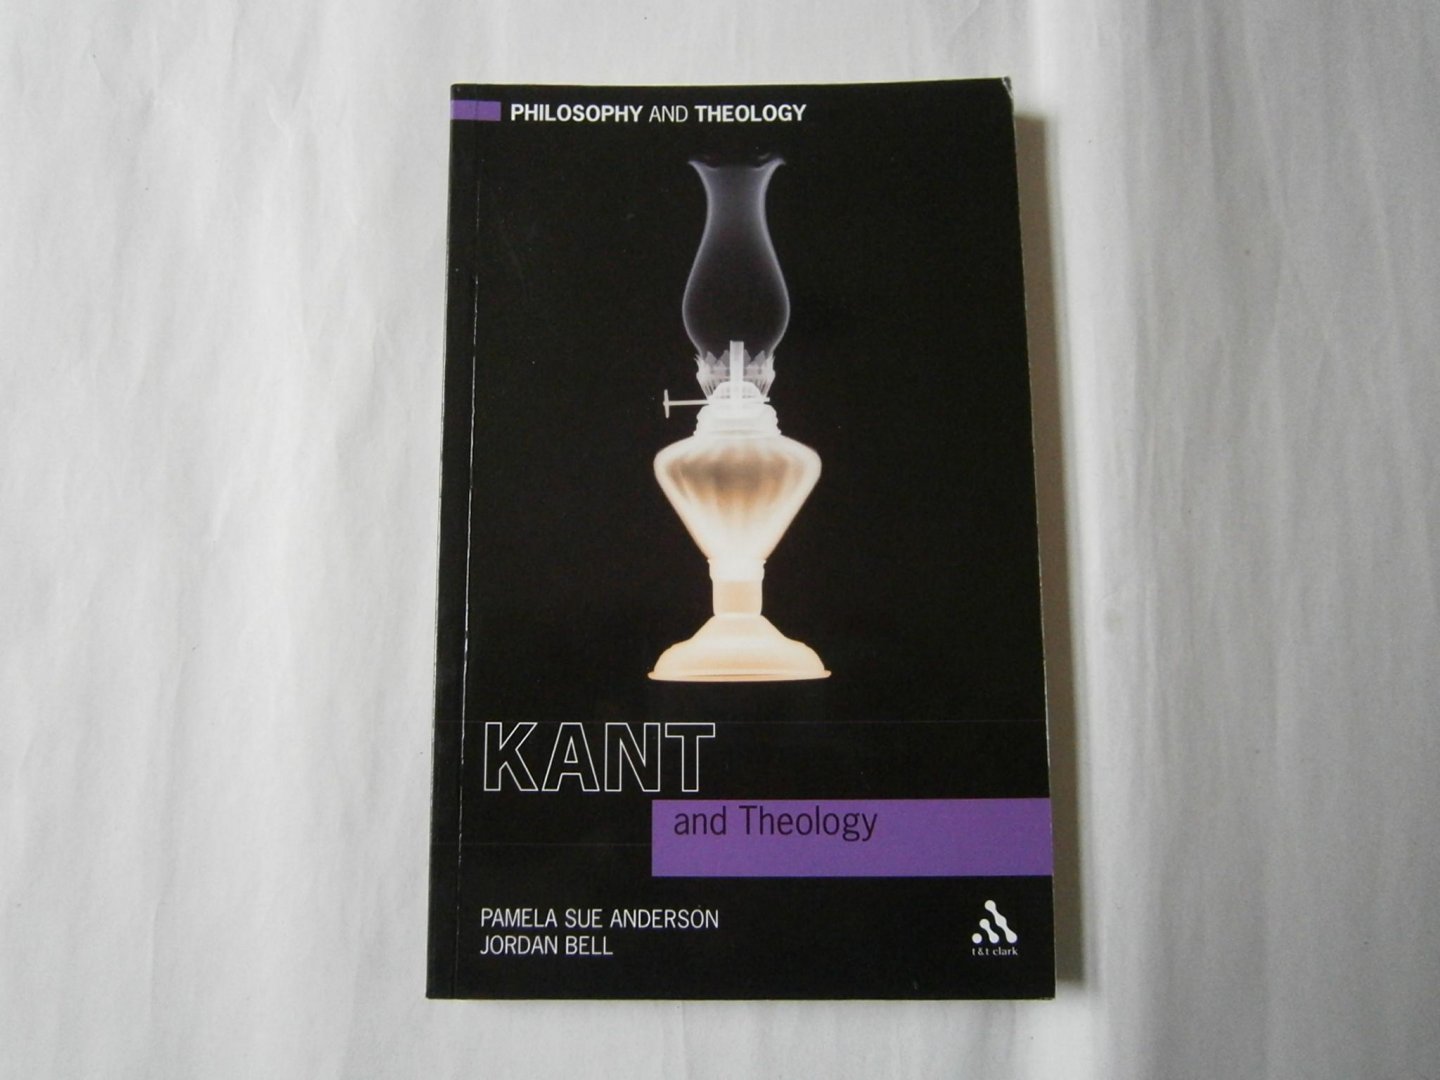 PHILOSOPHY AND THEOLOGY
KANT
and Theology
PAMELA SUE ANDERSON
JORDAN BELL
t&t clark